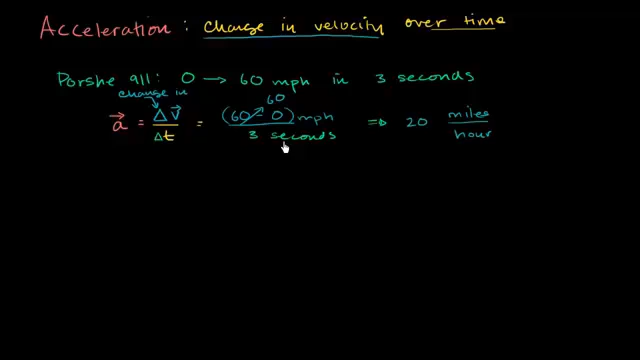 Acceleration: change in velocity over time
Porshe 911: 0 → 60 mph in 3 seconds
change in
60
a⃗ = Δv⃗/Δt = (60 - 0) mph / 3 seconds ⇒ 20 miles/hour